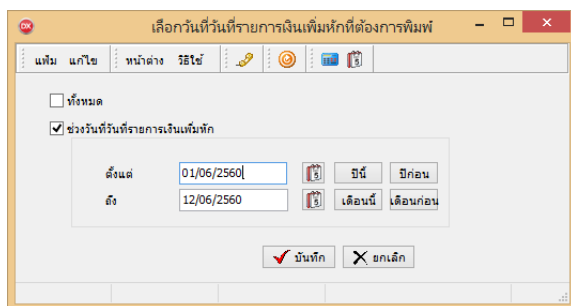 เลือกวันที่วันที่รายการเงินเพิ่มหักที่ต้องการพิมพ์
แฟ้ม แก้ไข หน้าต่าง วิธีใช้
ทั้งหมด
ช่วงวันที่วันที่รายการเงินเพิ่มหัก
ตั้งแต่ 01/06/2560 ปีนี้ ปีก่อน
ถึง 12/06/2560 เดือนนี้ เดือนก่อน
บันทึก ยกเลิก